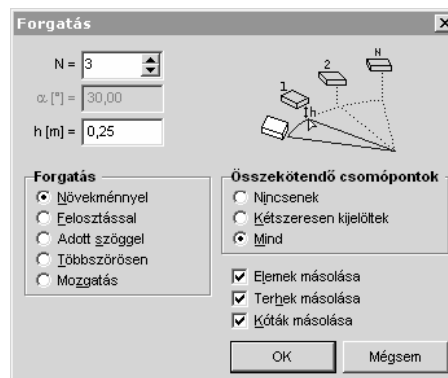 Forgatás
N = 3
α [°] = 30,00
h [m] = 0,25
1
2
N
h
Forgatás
Növekménnyel
Felosztással
Adott szöggel
Többszörösen
Mozgatás
Összekötendő csomópontok
Nincsenek
Kétszeresen kijelöltek
Mind
Elemek másolása
Terhek másolása
Kóták másolása
OK
Mégsem